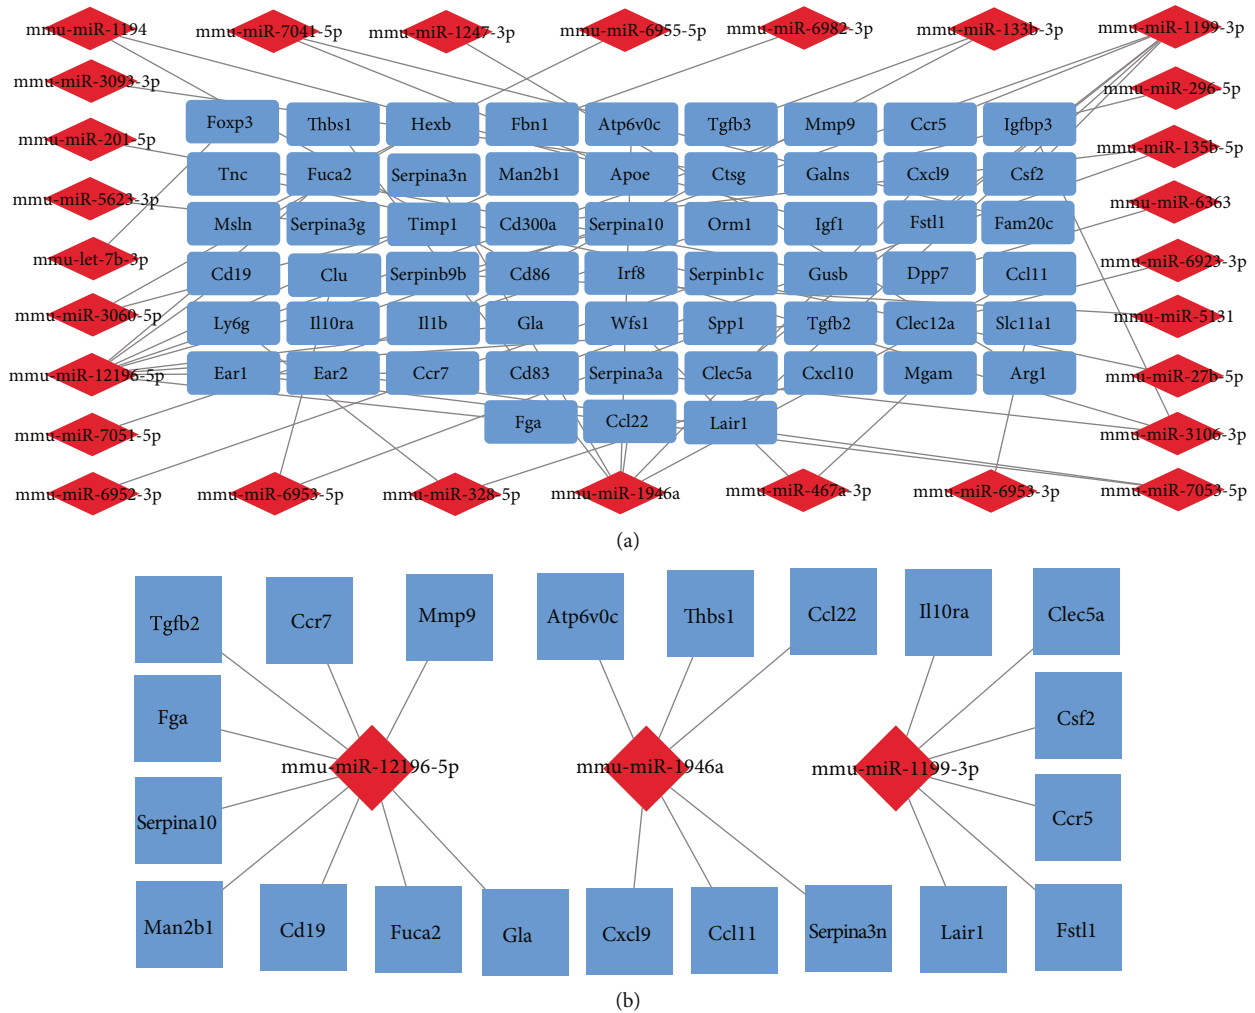 mmu-miR-1194
mmu-miR-7041-5p
mmu-miR-1247-3p
mmu-miR-6955-5p
mmu-miR-6982-3p
mmu-miR-133b-3p
mmu-miR-1199-3p
mmu-miR-3093-3p
mmu-miR-296-5p
Foxp3
Thbs1
Hexb
Fbn1
Atp6v0c
Tgfb3
Mmp9
Ccr5
Igfbp3
mmu-miR-201-5p
mmu-miR-135b-5p
Tnc
Fuca2
Serpina3n
Man2b1
Apoe
Ctsg
Galns
Cxcl9
Csf2
mmu-miR-5623-3p
mmu-miR-6363
Msln
Serpina3g
Timp1
Cd300a
Serpina10
Orm1
Igf1
Fstl1
Fam20c
mmu-let-7b-3p
mmu-miR-6923-3p
Cd19
Clu
Serpinb9b
Cd86
Irf8
Serpinb1c
Gusb
Dpp7
Ccl11
mmu-miR-3060-5p
mmu-miR-5131
Ly6g
Il10ra
Il1b
Gla
Wfs1
Spp1
Tgfb2
Clec12a
Slc11a1
mmu-miR-12196-5p
mmu-miR-27b-5p
Ear1
Ear2
Ccr7
Cd83
Serpina3a
Clec5a
Cxcl10
Mgam
Arg1
mmu-miR-7051-5p
mmu-miR-3106-3p
Fga
Ccl22
Lair1
mmu-miR-6952-3p
mmu-miR-6953-5p
mmu-miR-328-5p
mmu-miR-1946a
mmu-miR-467a-3p
mmu-miR-6953-3p
mmu-miR-7053-5p
(a)
Tgfb2
Ccr7
Mmp9
Atp6v0c
Thbs1
Ccl22
Il10ra
Clec5a
Fga
Csf2
mmu-miR-12196-5p
mmu-miR-1946a
mmu-miR-1199-3p
Serpina10
Ccr5
Man2b1
Cd19
Fuca2
Gla
Cxcl9
Ccl11
Serpina3n
Lair1
Fstl1
(b)